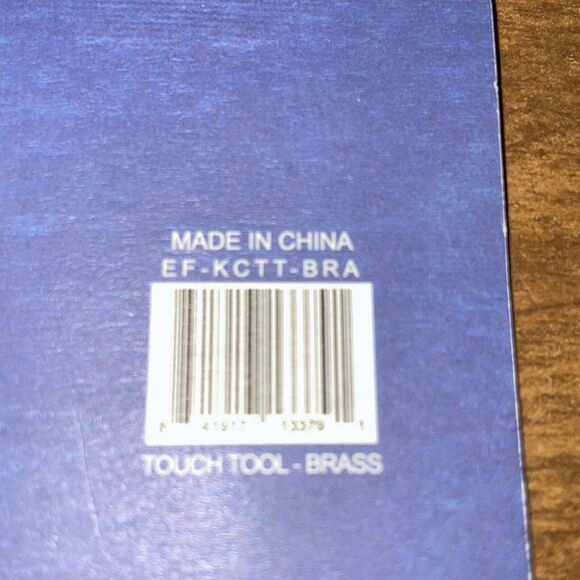 MADE IN CHINA
EF-KCTT-BRA
TOUCH TOOL - BRASS